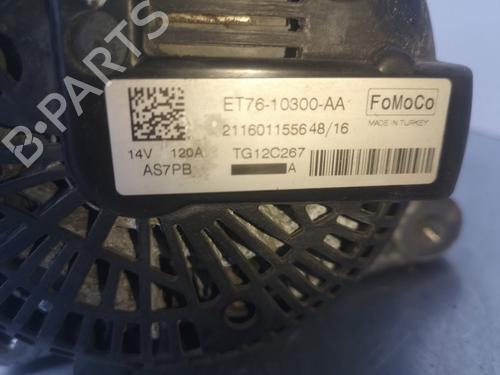 ET76-10300-AA
FoMoCo
MADE IN TURKEY
211601155648/16
14V 120A TG12C267
AS7PB A
B-PARTS